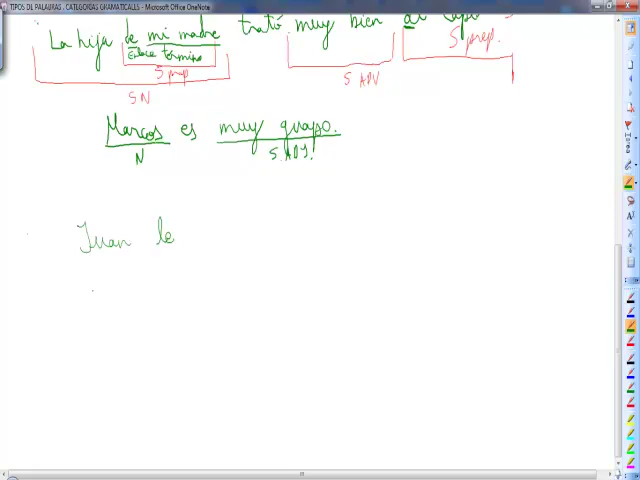 TIPOS DE PALABRAS , CATEGORÍAS GRAMATICALES - Microsoft Office OneNote
La hija de mi madre trató muy bien al
Enlace término
S prep
S prep.
S ADV
S N
Marcos es muy guapo.
N
S. ADJ.
Juan le